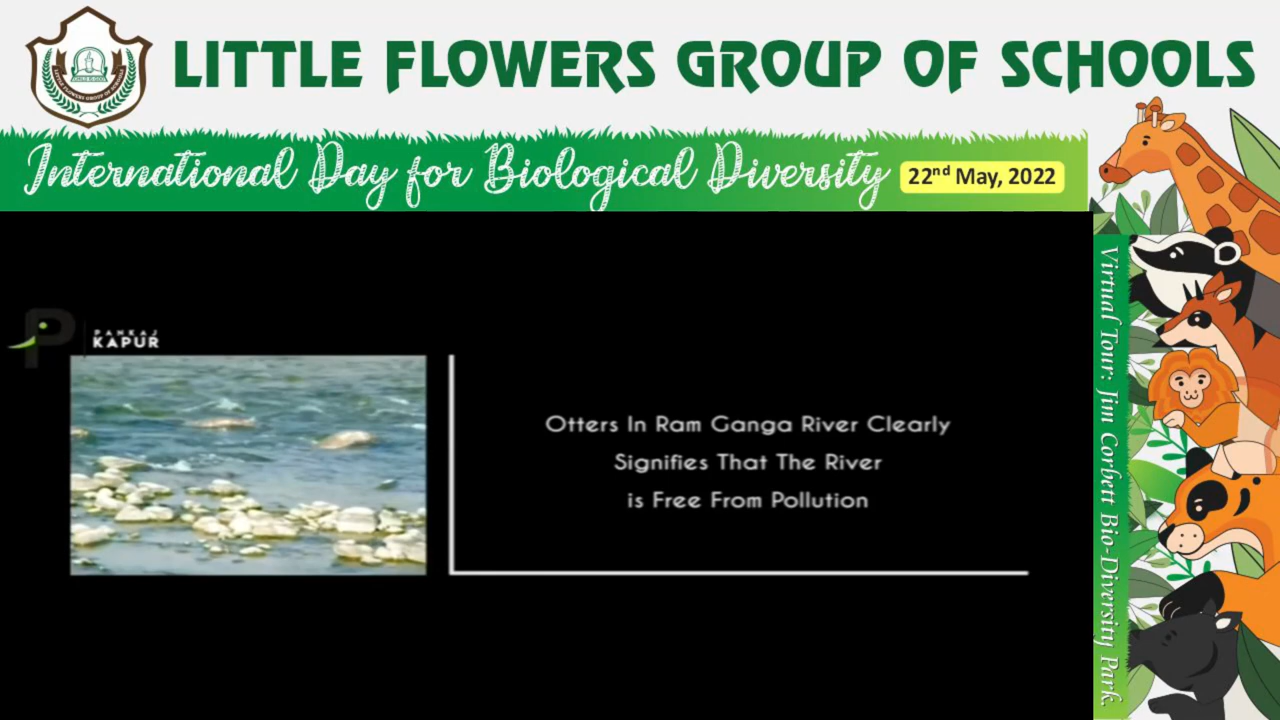 LITTLE FLOWERS GROUP OF SCHOOLS
International Day for Biological Diversity
22nd May, 2022
PANKAJ
KAPUR
Otters In Ram Ganga River Clearly
Signifies That The River
is Free From Pollution
Virtual Tour: Jim Corbett Bio-Diversity Park.